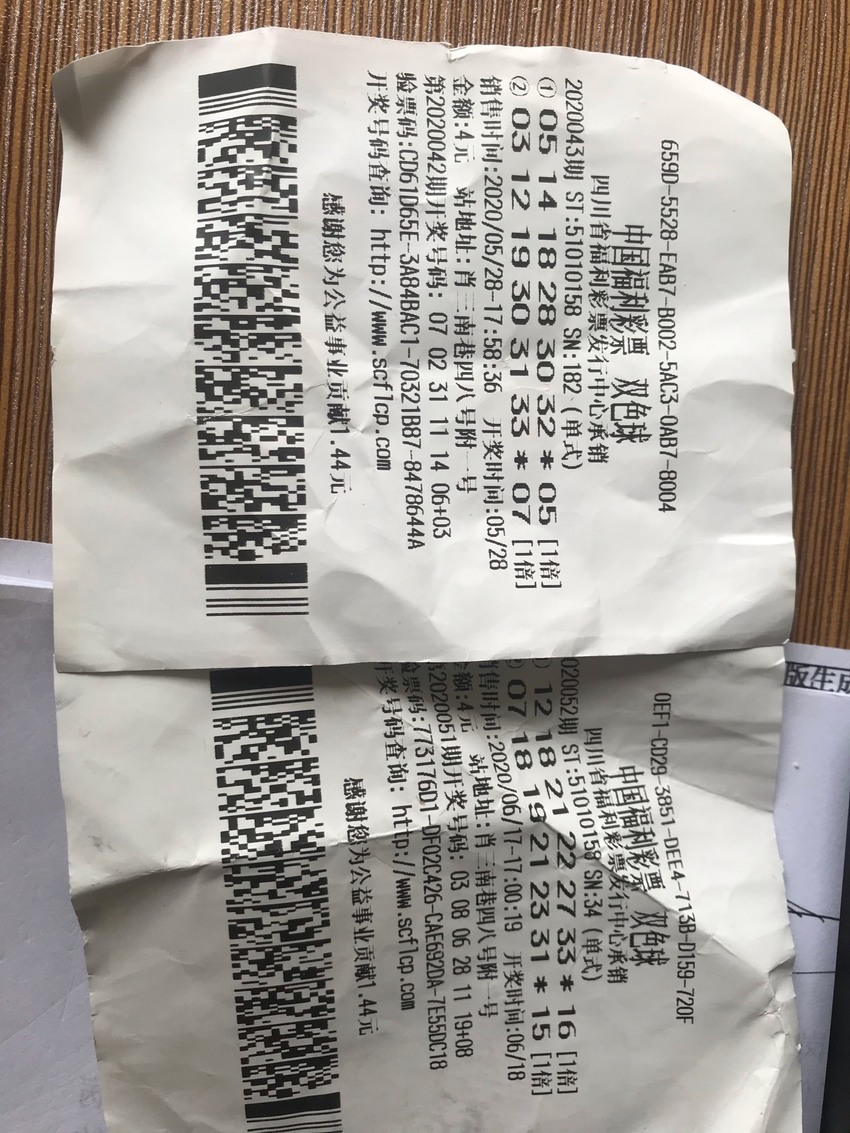 659D-5528-EAB7-B002-5AC3-0AB7-8004
中国福利彩票 双色球
四川省福利彩票发行中心承销
2020043期 ST:51010158 SN:182 (单式)
① 05 14 18 28 30 32 * 05 [1倍]
② 03 12 19 30 31 33 * 07 [1倍]
销售时间:2020/05/28-17:58:36 开奖时间:05/28
金额:4元 站地址:肖三南巷四八号附一号
第2020042期开奖号码: 07 02 31 11 14 06+03
验票码:CD61D65E-3A84BAC1-70321B87-8478644A
开奖号码查询: http://www.scflcp.com
感谢您为公益事业贡献1.44元
0EF1-CD29-3851-DEE4-713B-D159-720F
中国福利彩票 双色球
四川省福利彩票发行中心承销
2020052期 ST:51010158 SN:34 (单式)
12 18 21 22 27 33 * 16 [1倍]
07 18 19 21 23 31 * 15 [1倍]
销售时间:2020/06/17-17:00:19 开奖时间:06/18
金额:4元 站地址:肖三南巷四八号附一号
2020051期开奖号码: 03 08 06 28 11 19+08
验票码:773176D1-DF02C426-CAE692DA-7E55DC18
开奖号码查询: http://www.scflcp.com
感谢您为公益事业贡献1.44元
版生成